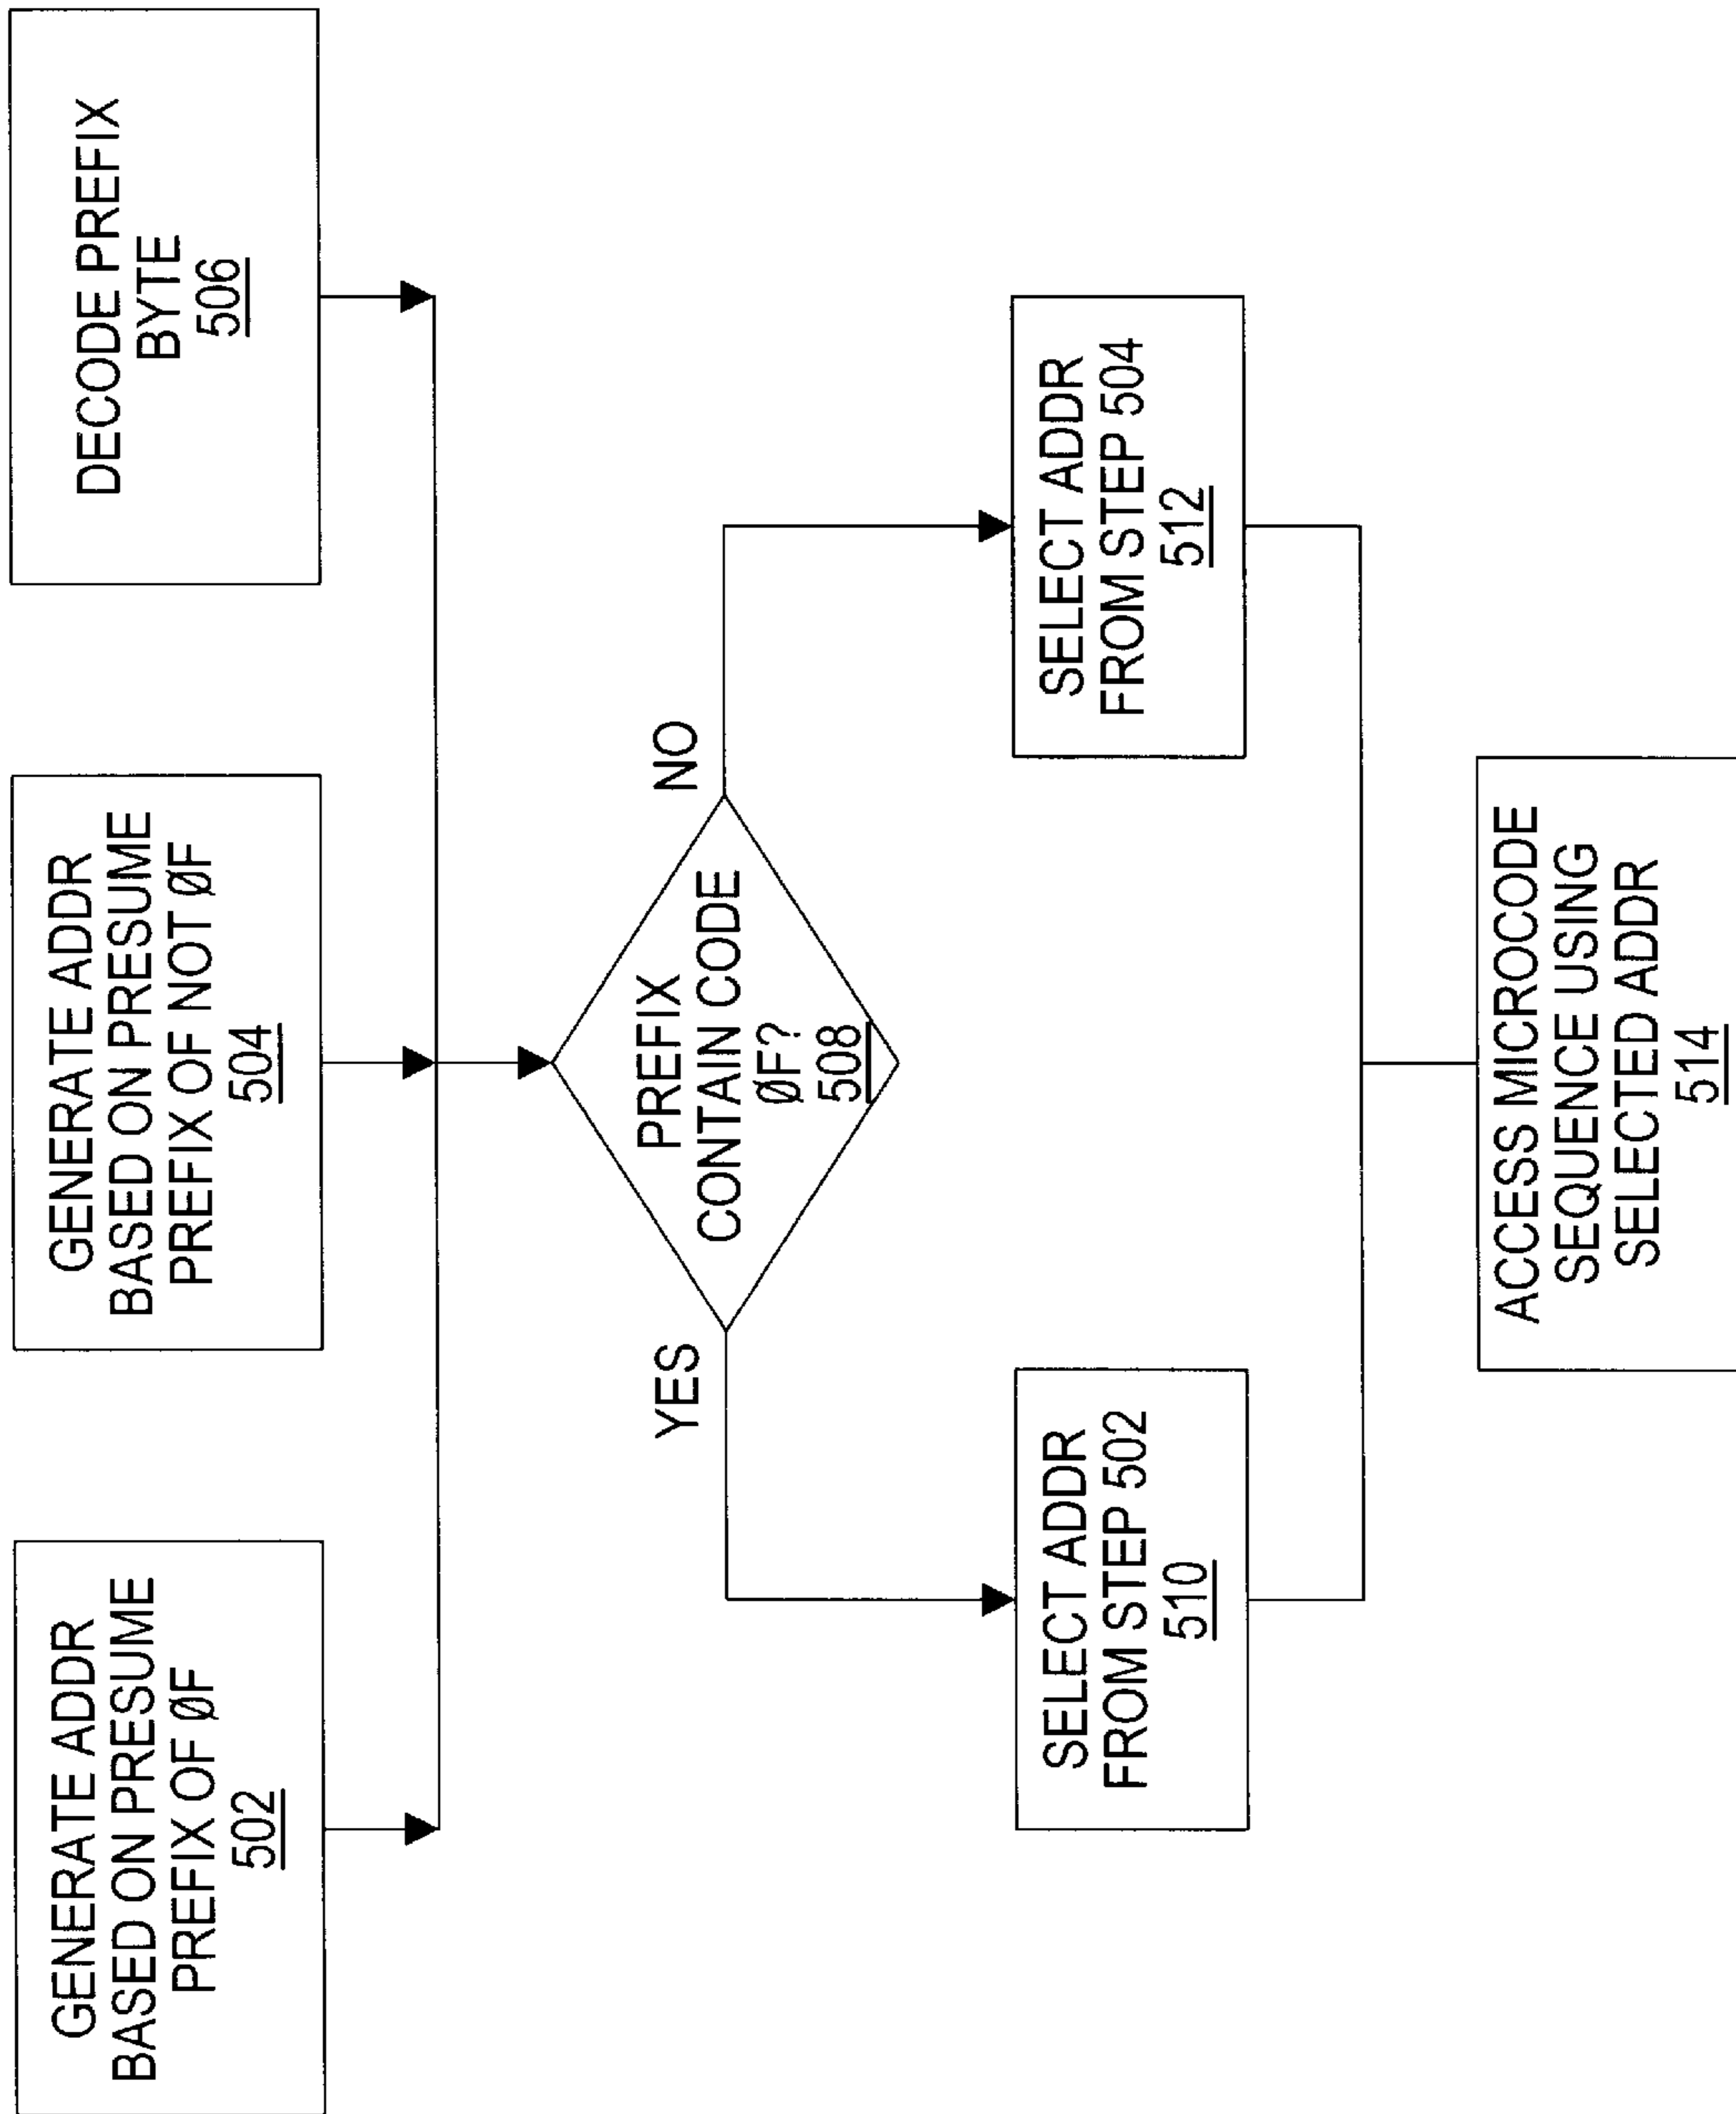 GENERATE ADDR
BASED ON PRESUME
PREFIX OF ØF
502
GENERATE ADDR
BASED ON PRESUME
PREFIX OF NOT ØF
504
DECODE PREFIX
BYTE
506
PREFIX
CONTAIN CODE
ØF?
508
YES
NO
SELECT ADDR
FROM STEP 502
510
SELECT ADDR
FROM STEP 504
512
ACCESS MICROCODE
SEQUENCE USING
SELECTED ADDR
514